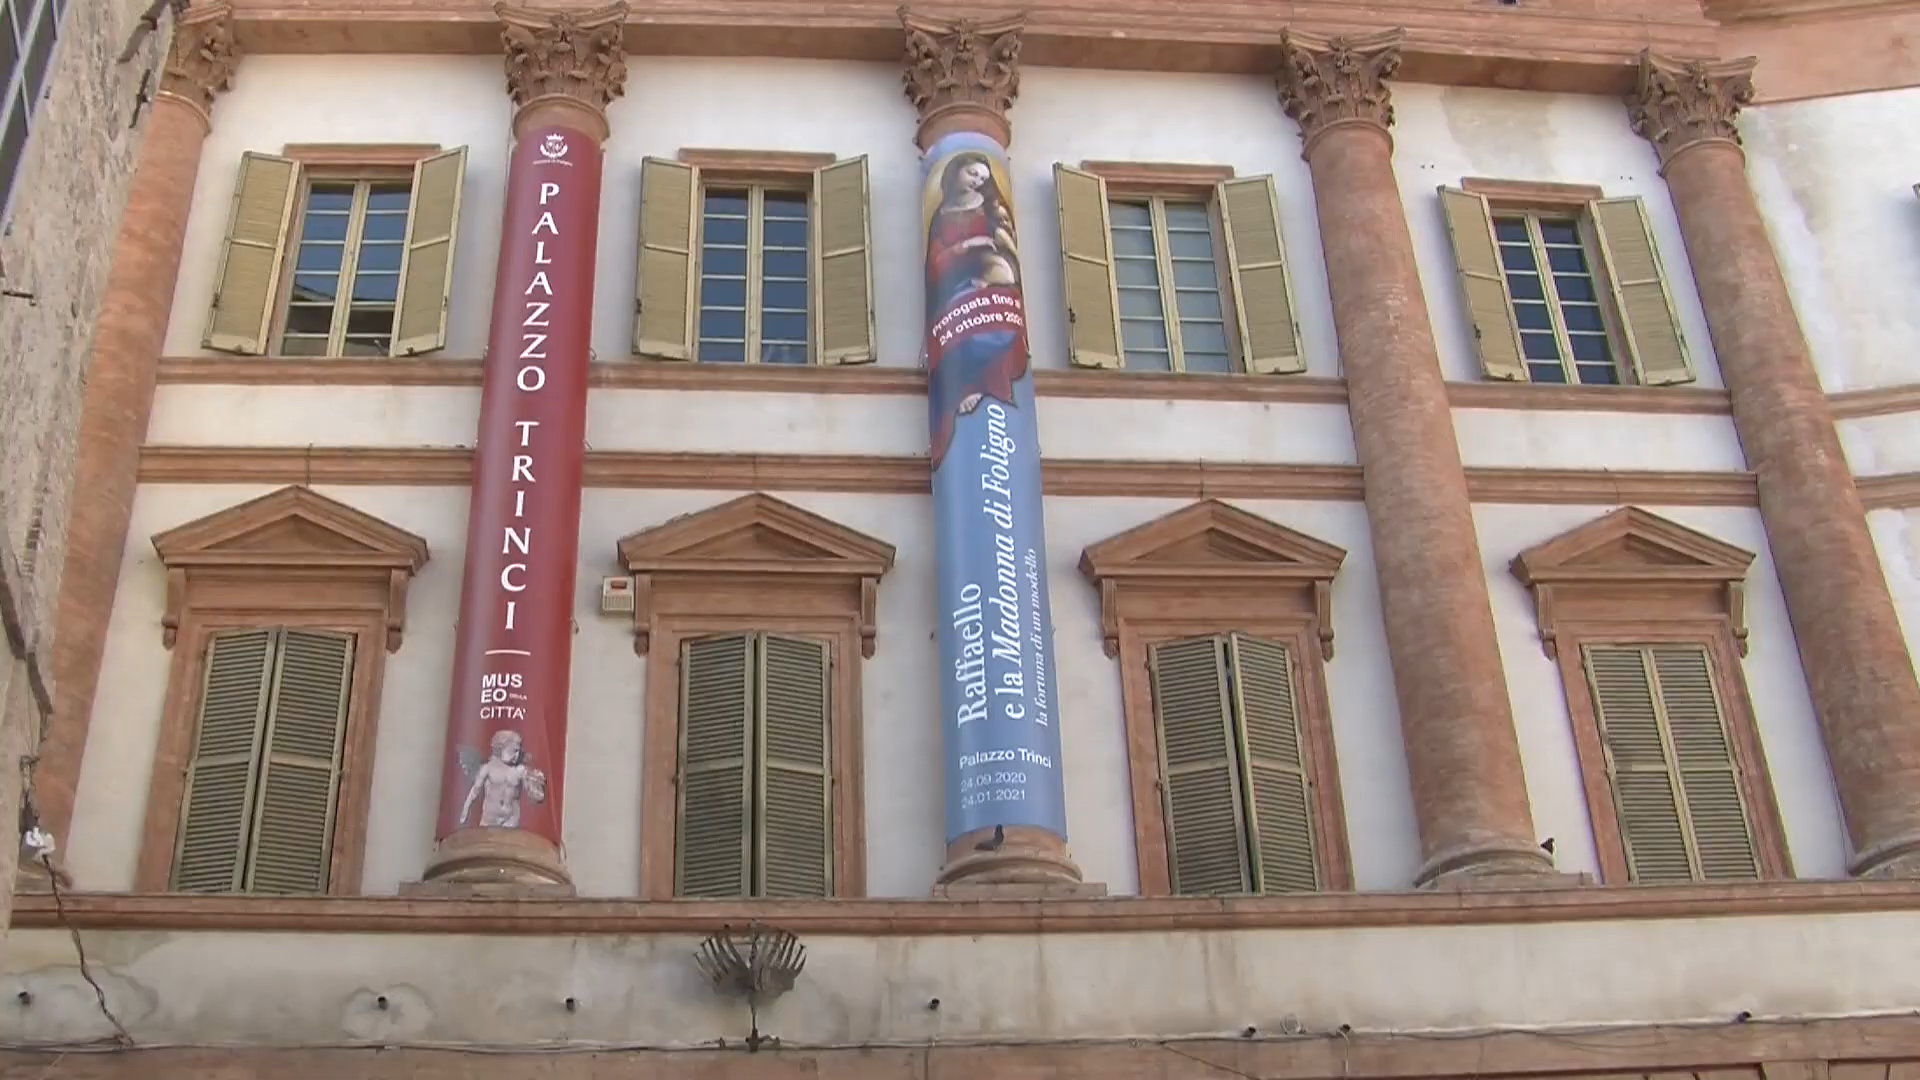 PALAZZO TRINCI
MUS
EO DELLA
CITTA'
Prorogata fino a
24 ottobre 2021
Raffaello
e la Madonna di Foligno
la fortuna di un modello
Palazzo Trinci
24.09.2020
24.01.2021